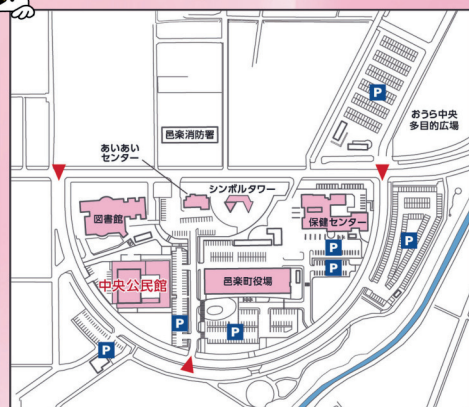 P
おうら中央
多目的広場
邑楽消防署
あいあい
センター
シンボルタワー
図書館
保健センター
P
P
P
中央公民館
邑楽町役場
P
P
P